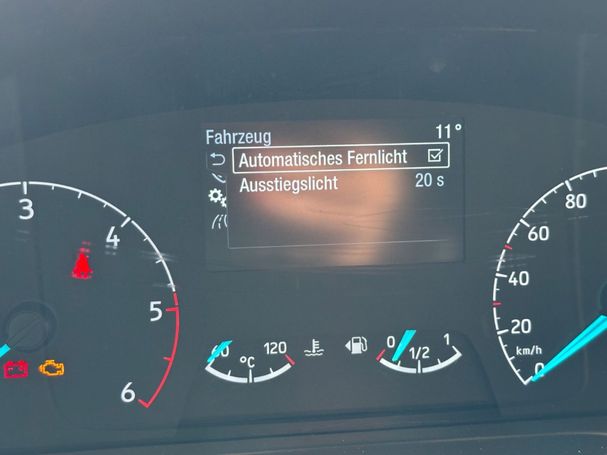 Fahrzeug 11°
Automatisches Fernlicht
Ausstiegslicht 20 s
3
4
5
6
60 120
°C
0 1/2 1
80
60
40
20
km/h
0